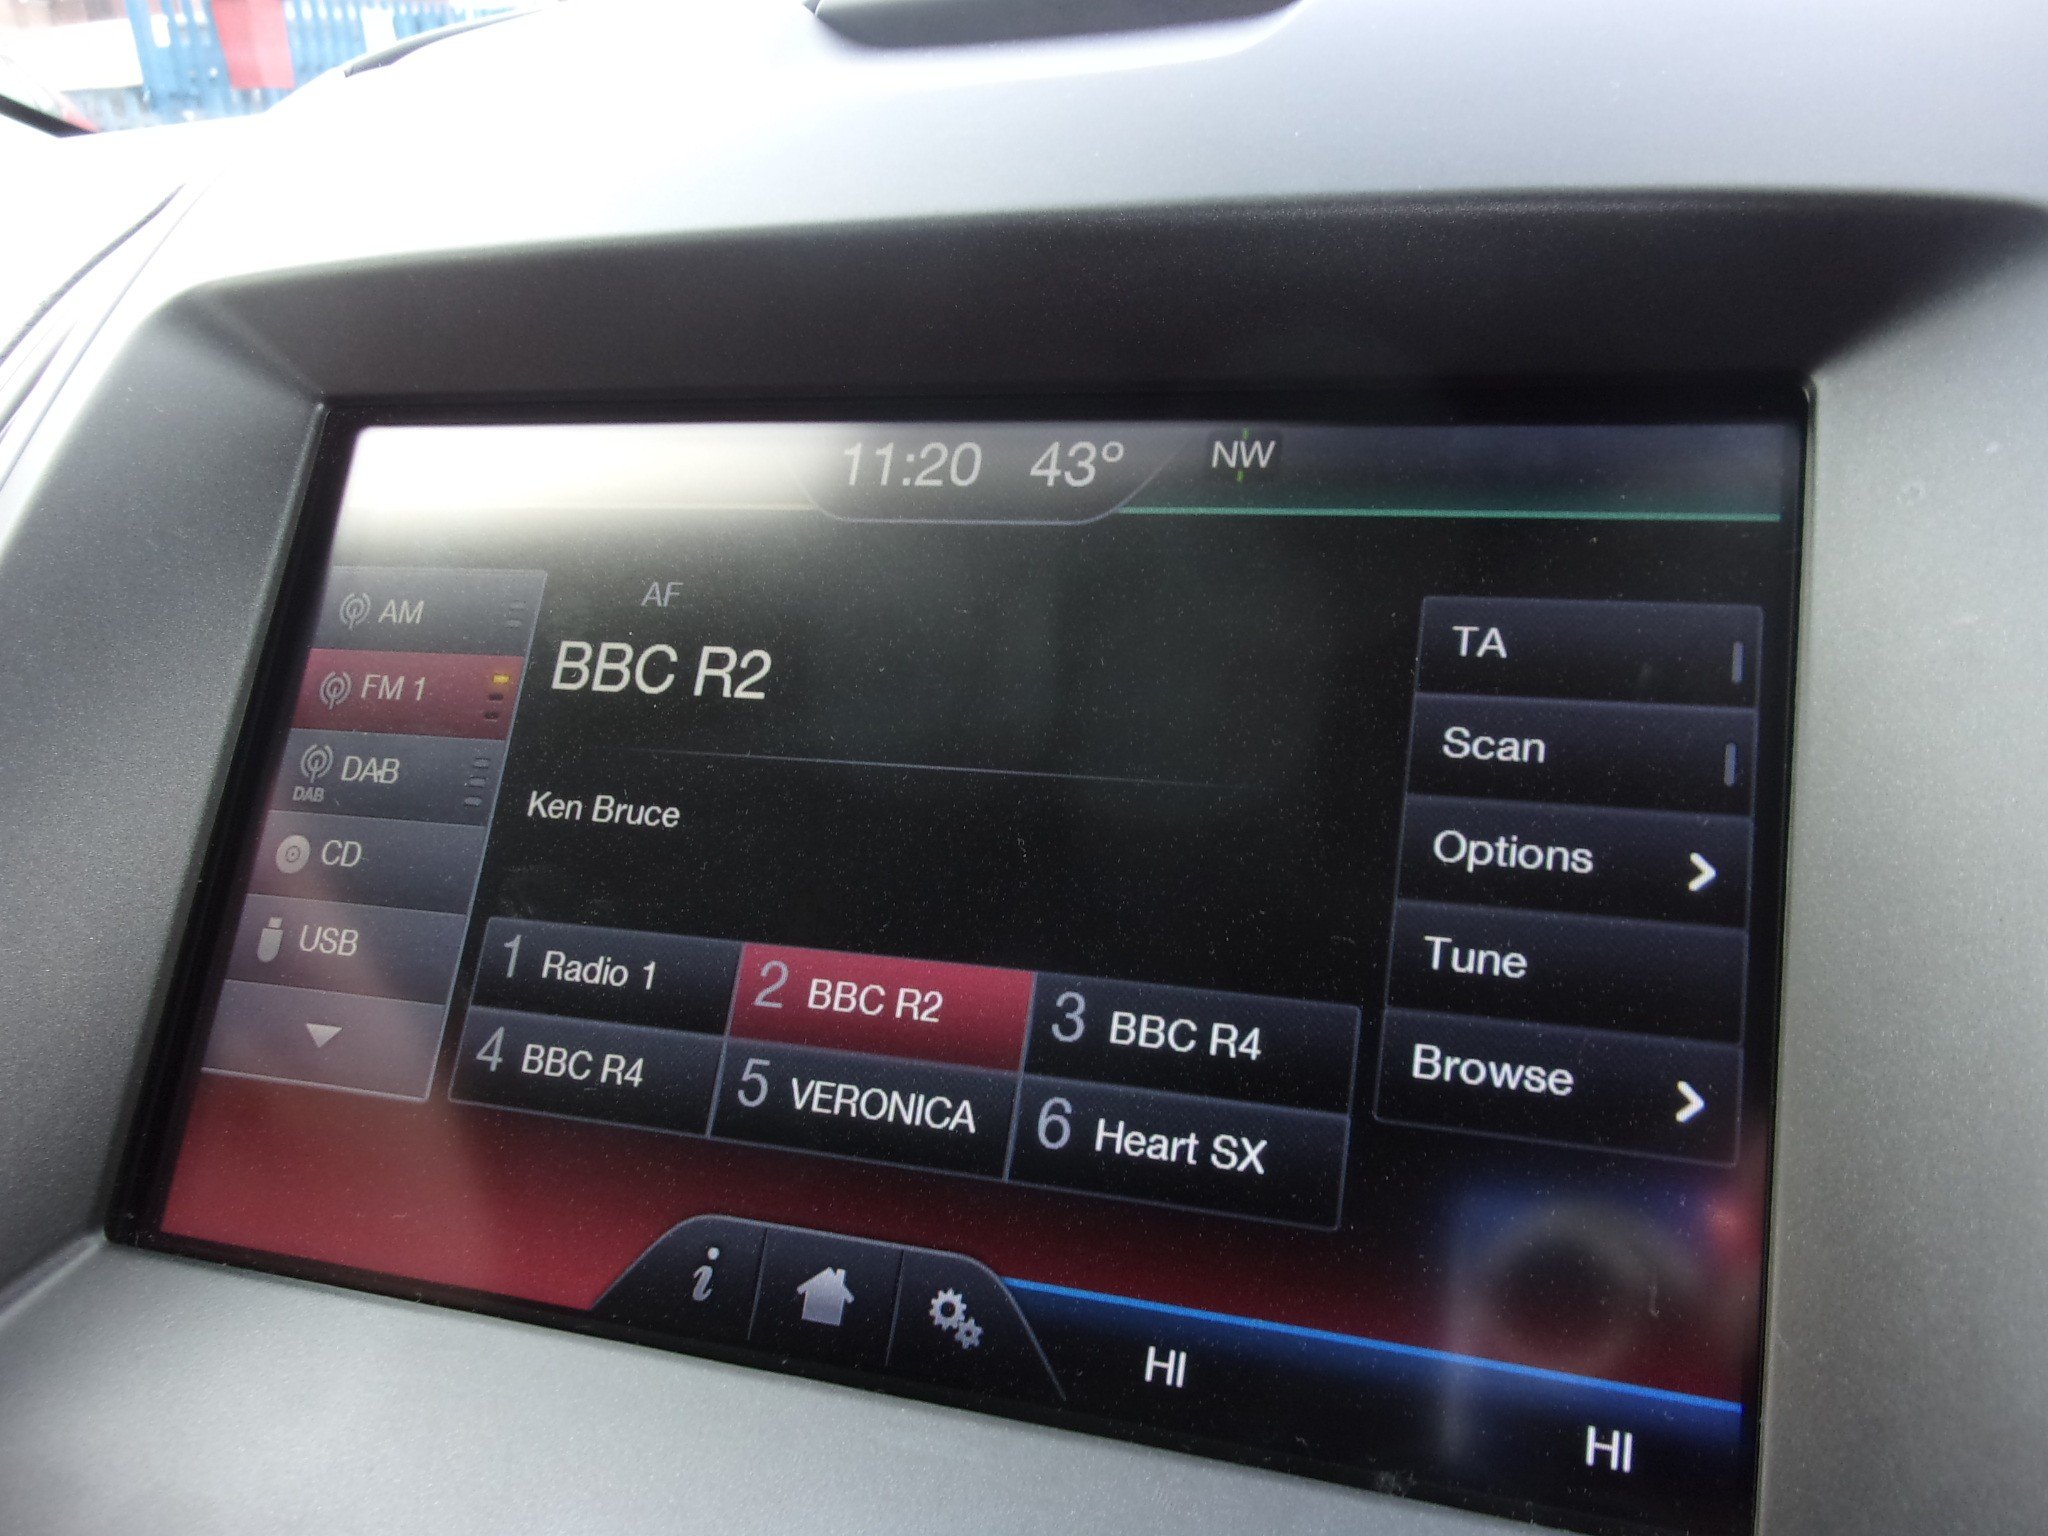 11:20 43° NW
AM
FM 1
DAB
DAB
CD
USB
AF
BBC R2
Ken Bruce
1 Radio 1
2 BBC R2
3 BBC R4
4 BBC R4
5 VERONICA
6 Heart SX
TA
Scan
Options
Tune
Browse
i
HI
HI